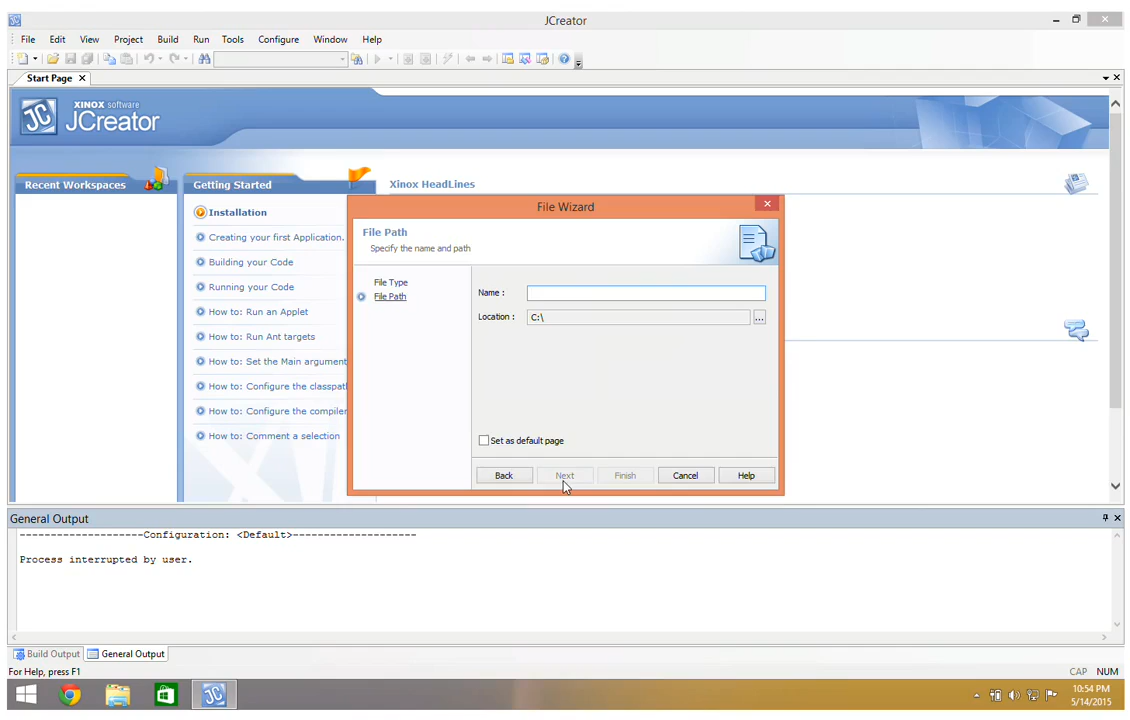 JCreator
File Edit View Project Build Run Tools Configure Window Help
Start Page
XINOX software
JCreator
JC
Recent Workspaces
Getting Started
Installation
Creating your first Application.
Building your Code
Running your Code
How to: Run an Applet
How to: Run Ant targets
How to: Set the Main argument
How to: Configure the classpat
How to: Configure the compiler
How to: Comment a selection
Xinox HeadLines
File Wizard
File Path
Specify the name and path
File Type
File Path
Name :
Location : C:\ ...
Set as default page
Back Next Finish Cancel Help
General Output
--------------------Configuration: <Default>--------------------
Process interrupted by user.
Build Output General Output
For Help, press F1 CAP NUM
JC
10:54 PM
5/14/2015